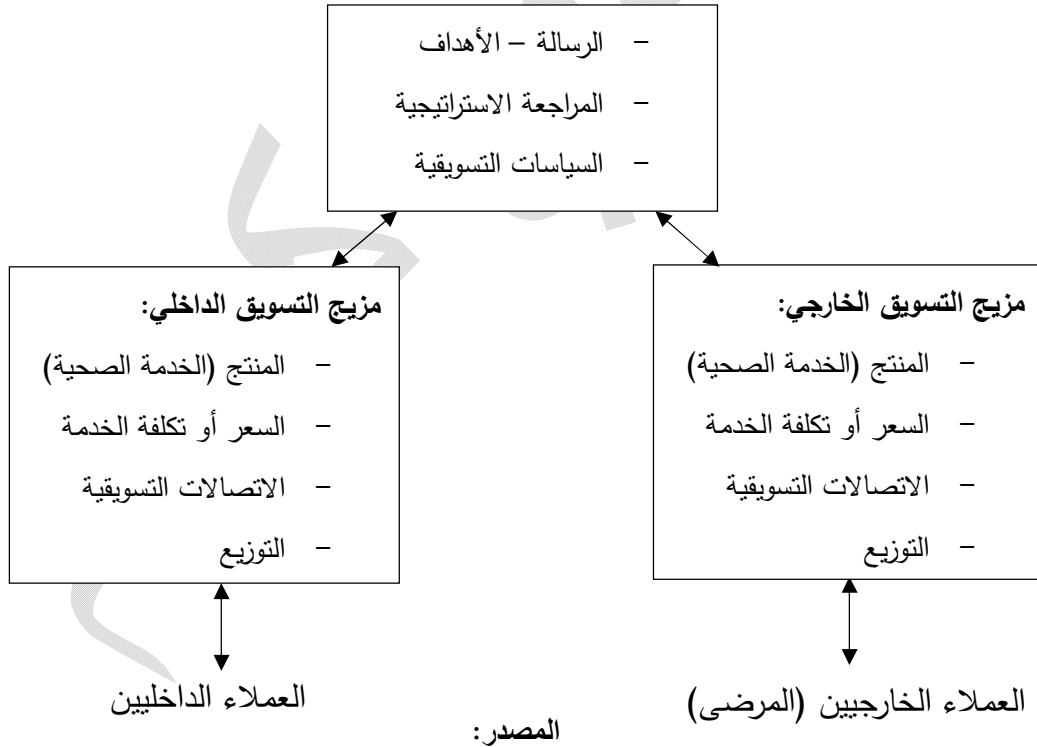 - الرسالة – الأهداف
- المراجعة الاستراتيجية
- السياسات التسويقية
مزيج التسويق الخارجي:
- المنتج (الخدمة الصحية)
- السعر أو تكلفة الخدمة
- الاتصالات التسويقية
- التوزيع
مزيج التسويق الداخلي:
- المنتج (الخدمة الصحية)
- السعر أو تكلفة الخدمة
- الاتصالات التسويقية
- التوزيع
العملاء الخارجيين (المرضى)
العملاء الداخليين
المصدر: